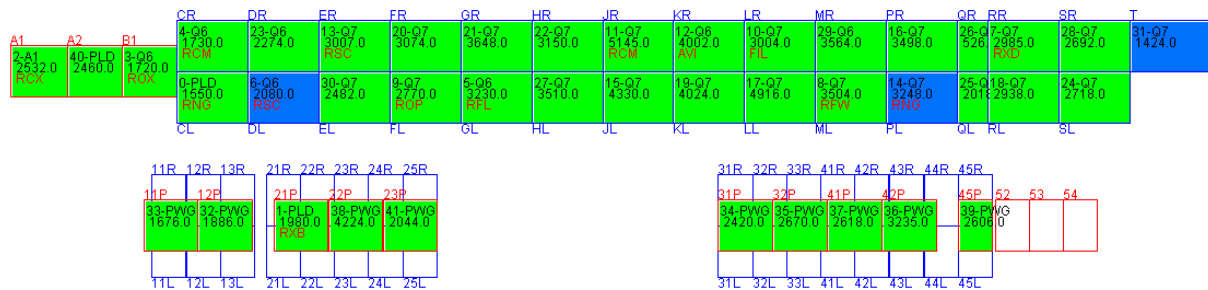 CR DR ER FR GR HR JR KR LR MR PR QR RR SR T
A1 A2 B1
4-Q6 23-Q6 13-Q7 20-Q7 21-Q7 22-Q7 11-Q7 12-Q6 10-Q7 29-Q6 16-Q7 26-Q 7-Q7 28-Q7 31-Q7
1730.0 2274.0 3007.0 3074.0 3648.0 3150.0 5145.0 4002.0 3004.0 3564.0 3498.0 526. 2985.0 2692.0 1424.0
RCM RSC RCM AVI FIL RXD
2-A1 40-PLD 3-Q6
2532.0 2460.0 1720.0
RCX ROX
0-PLD 6-Q6 30-Q7 9-Q7 5-Q6 27-Q7 15-Q7 19-Q7 17-Q7 8-Q7 14-Q7 25-Q 18-Q7 24-Q7
1550.0 2080.0 2482.0 2770.0 3230.0 3510.0 4330.0 4024.0 4916.0 3504.0 3248.0 2018 2938.0 2718.0
RNG RSC ROP RFL RFW RNG
CL DL EL FL GL HL JL KL LL ML PL QL RL SL
11R 12R 13R 21R 22R 23R 24R 25R 31R 32R 33R 41R 42R 43R 44R 45R
11P 12P 21P 22P 23P 31P 32P 41P 42P 45P 52 53 54
33-PWG 32-PWG 1-PLD 38-PWG 41-PWG 34-PWG 35-PWG 37-PWG 36-PWG 39-PWG
1676.0 1886.0 1980.0 4224.0 2044.0 2420.0 2670.0 2618.0 3235.0 2606.0
RXB
11L 12L 13L 21L 22L 23L 24L 25L 31L 32L 33L 41L 42L 43L 44L 45L